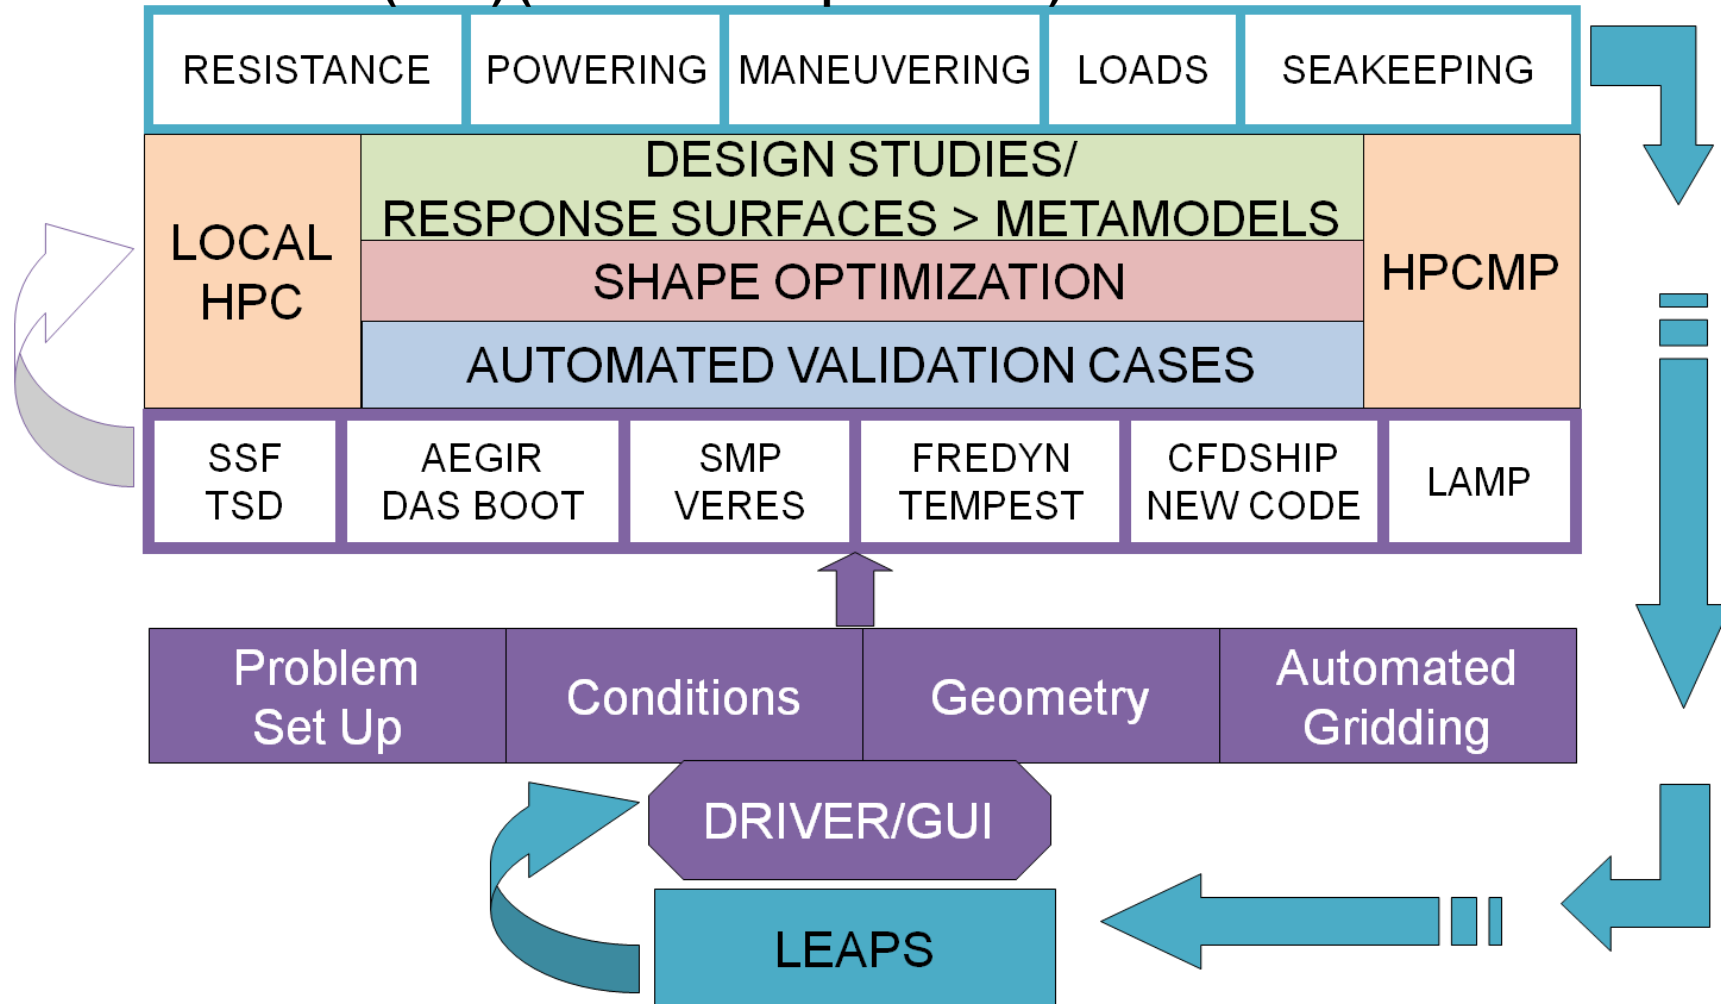 RESISTANCE
POWERING
MANEUVERING
LOADS
SEAKEEPING
LOCAL
HPC
DESIGN STUDIES/
RESPONSE SURFACES > METAMODELS
SHAPE OPTIMIZATION
AUTOMATED VALIDATION CASES
HPCMP
SSF
TSD
AEGIR
DAS BOOT
SMP
VERES
FREDYN
TEMPEST
CFDSHIP
NEW CODE
LAMP
Problem
Set Up
Conditions
Geometry
Automated
Gridding
DRIVER/GUI
LEAPS